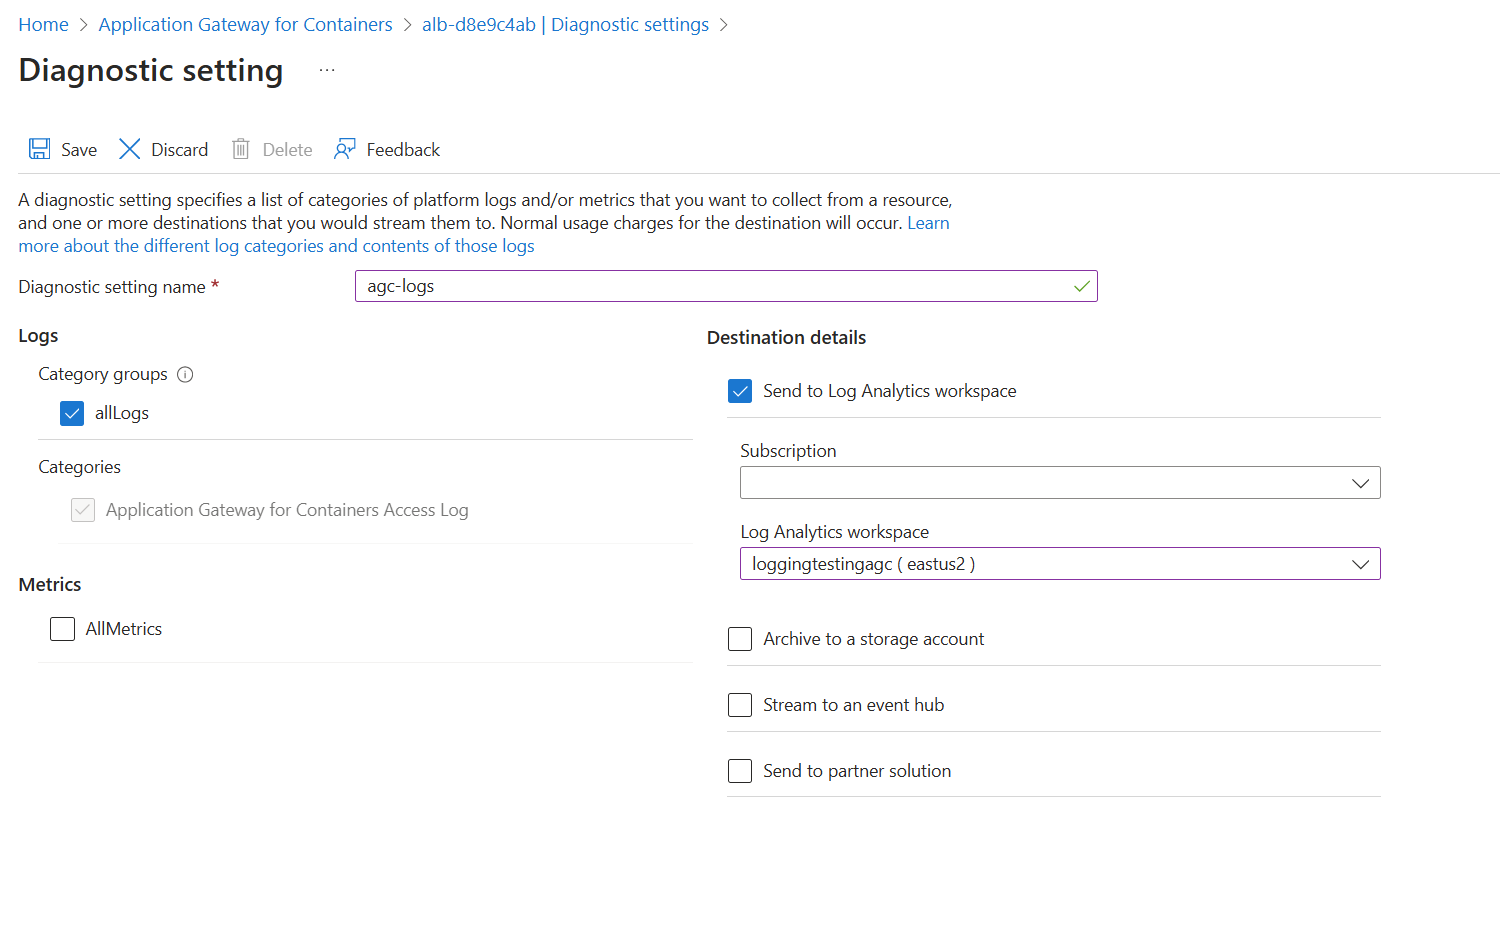 Home > Application Gateway for Containers > alb-d8e9c4ab | Diagnostic settings >
Diagnostic setting ...
Save Discard Delete Feedback
A diagnostic setting specifies a list of categories of platform logs and/or metrics that you want to collect from a resource,
and one or more destinations that you would stream them to. Normal usage charges for the destination will occur. Learn
more about the different log categories and contents of those logs
Diagnostic setting name * agc-logs
Logs
Category groups
allLogs
Categories
Application Gateway for Containers Access Log
Metrics
AllMetrics
Destination details
Send to Log Analytics workspace
Subscription
Log Analytics workspace
loggingtestingagc ( eastus2 )
Archive to a storage account
Stream to an event hub
Send to partner solution